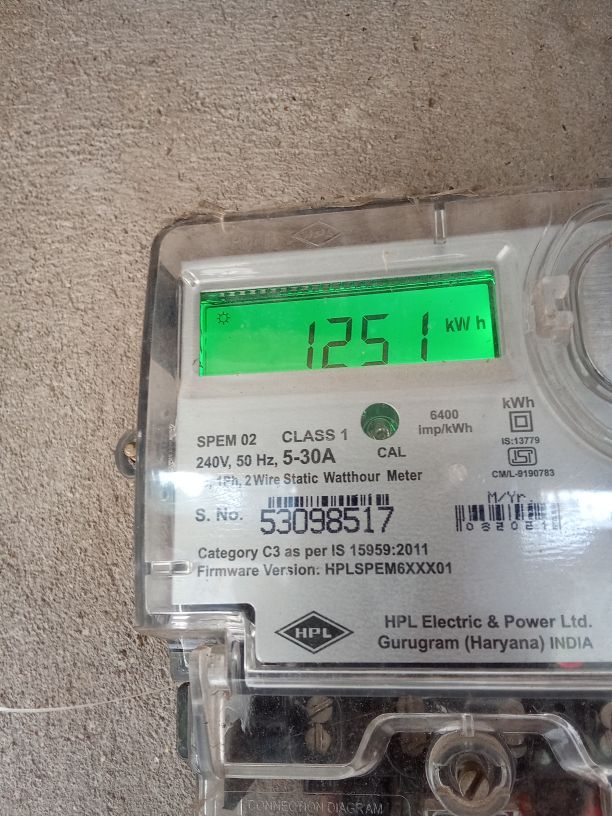 1251 kWh
SPEM 02 CLASS 1
240V, 50 Hz, 5-30A
CAL
6400
imp/kWh
kWh
IS:13779
ISI
CM/L-9190783
1Ph, 2 Wire Static Watthour Meter
S. No. 53098517
M/Yr.
Category C3 as per IS 15959:2011
Firmware Version: HPLSPEM6XXX01
HPL
HPL Electric & Power Ltd.
Gurugram (Haryana) INDIA
CONNECTION DIAGRAM